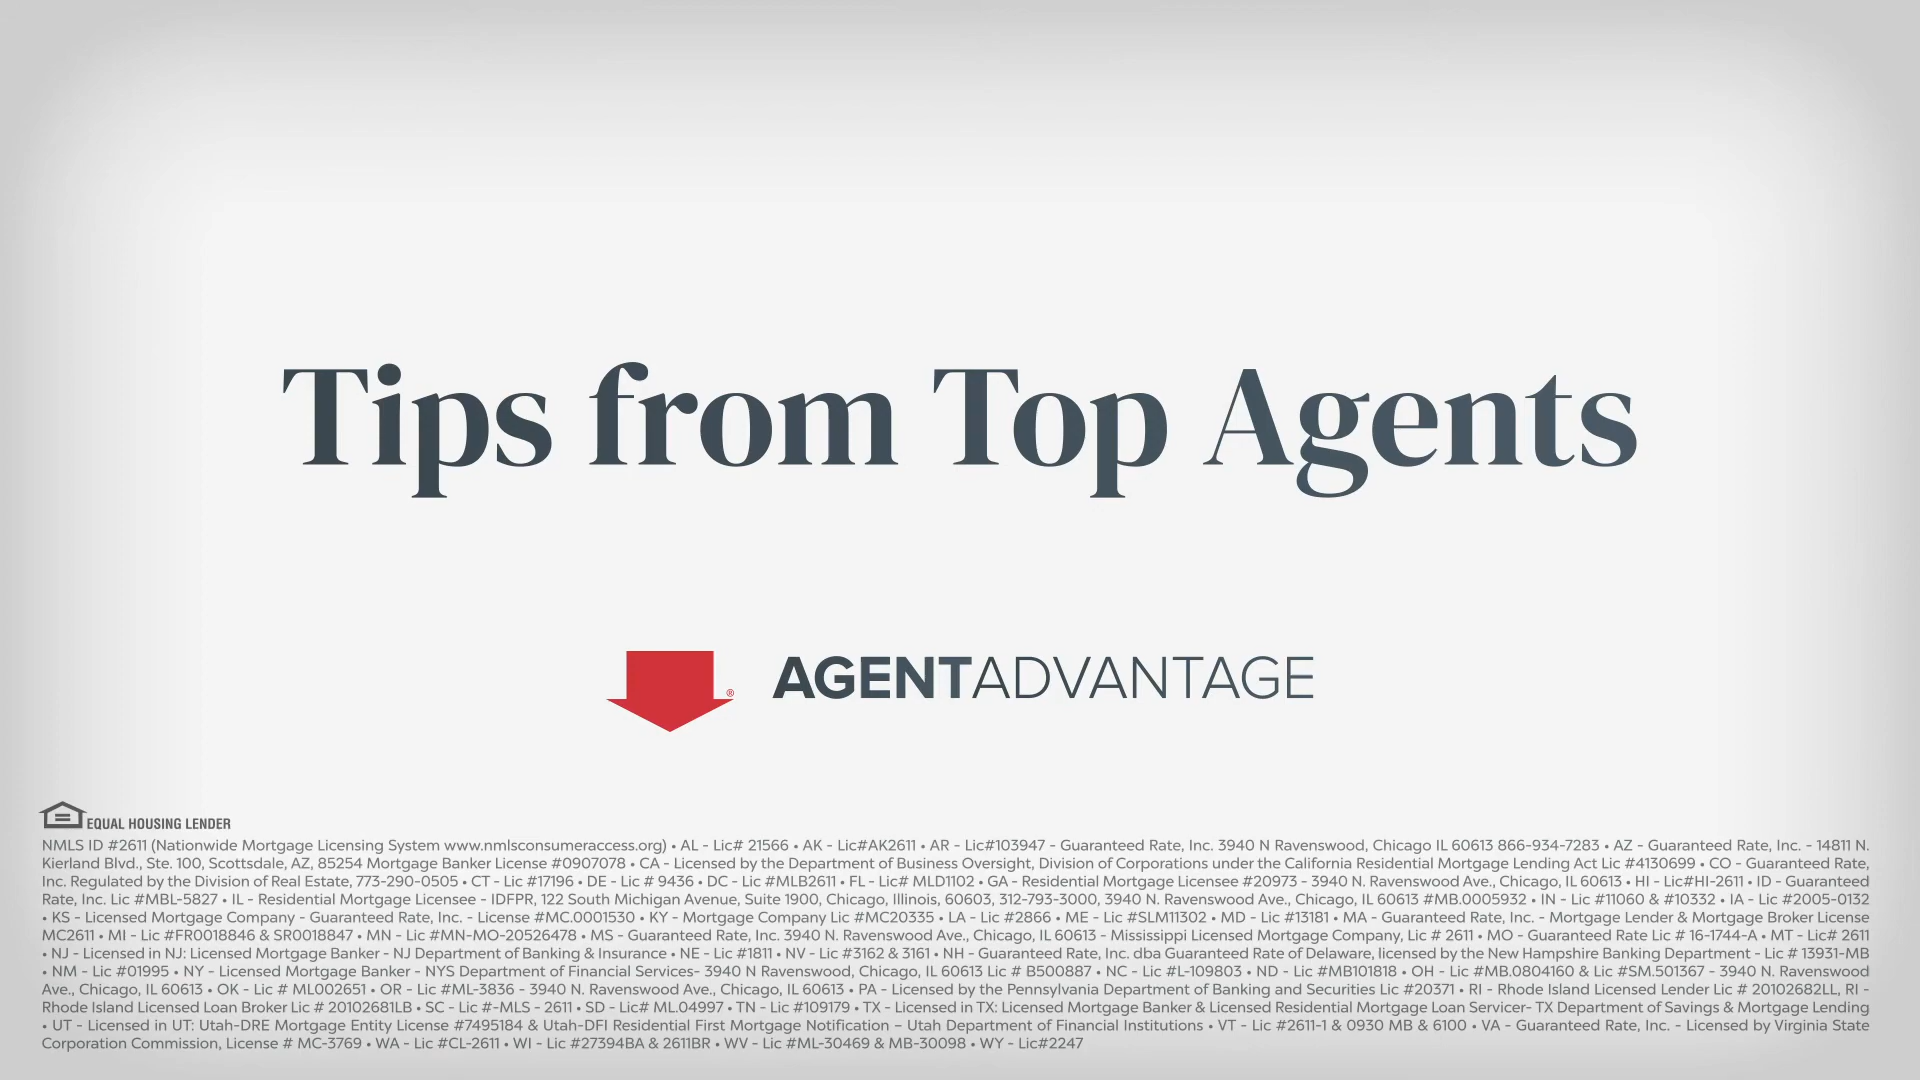 Tips from Top Agents
®
AGENTADVANTAGE
EQUAL HOUSING LENDER
NMLS ID #2611 (Nationwide Mortgage Licensing System www.nmlsconsumeraccess.org) • AL - Lic# 21566 • AK - Lic#AK2611 • AR - Lic#103947 - Guaranteed Rate, Inc. 3940 N Ravenswood, Chicago IL 60613 866-934-7283 • AZ - Guaranteed Rate, Inc. - 14811 N.
Kierland Blvd., Ste. 100, Scottsdale, AZ, 85254 Mortgage Banker License #0907078 • CA - Licensed by the Department of Business Oversight, Division of Corporations under the California Residential Mortgage Lending Act Lic #4130699 • CO - Guaranteed Rate,
Inc. Regulated by the Division of Real Estate, 773-290-0505 • CT - Lic #17196 • DE - Lic # 9436 • DC - Lic #MLB2611 • FL - Lic# MLD1102 • GA - Residential Mortgage Licensee #20973 - 3940 N. Ravenswood Ave., Chicago, IL 60613 • HI - Lic#HI-2611 • ID - Guaranteed
Rate, Inc. Lic #MBL-5827 • IL - Residential Mortgage Licensee - IDFPR, 122 South Michigan Avenue, Suite 1900, Chicago, Illinois, 60603, 312-793-3000, 3940 N. Ravenswood Ave., Chicago, IL 60613 #MB.0005932 • IN - Lic #11060 & #10332 • IA - Lic #2005-0132
• KS - Licensed Mortgage Company - Guaranteed Rate, Inc. - License #MC.0001530 • KY - Mortgage Company Lic #MC20335 • LA - Lic #2866 • ME - Lic #SLM11302 • MD - Lic #13181 • MA - Guaranteed Rate, Inc. - Mortgage Lender & Mortgage Broker License
MC2611 • MI - Lic #FR0018846 & SR0018847 • MN - Lic #MN-MO-20526478 • MS - Guaranteed Rate, Inc. 3940 N. Ravenswood Ave., Chicago, IL 60613 - Mississippi Licensed Mortgage Company, Lic # 2611 • MO - Guaranteed Rate Lic # 16-1744-A • MT - Lic# 2611
• NJ - Licensed in NJ: Licensed Mortgage Banker - NJ Department of Banking & Insurance • NE - Lic #1811 • NV - Lic #3162 & 3161 • NH - Guaranteed Rate, Inc. dba Guaranteed Rate of Delaware, licensed by the New Hampshire Banking Department - Lic # 13931-MB
• NM - Lic #01995 • NY - Licensed Mortgage Banker - NYS Department of Financial Services- 3940 N Ravenswood, Chicago, IL 60613 Lic # B500887 • NC - Lic #L-109803 • ND - Lic #MB101818 • OH - Lic #MB.0804160 & Lic #SM.501367 - 3940 N. Ravenswood
Ave., Chicago, IL 60613 • OK - Lic # ML002651 • OR - Lic #ML-3836 - 3940 N. Ravenswood Ave., Chicago, IL 60613 • PA - Licensed by the Pennsylvania Department of Banking and Securities Lic #20371 • RI - Rhode Island Licensed Lender Lic # 20102682LL, RI -
Rhode Island Licensed Loan Broker Lic # 20102681LB • SC - Lic #-MLS - 2611 • SD - Lic# ML.04997 • TN - Lic #109179 • TX - Licensed in TX: Licensed Mortgage Banker & Licensed Residential Mortgage Loan Servicer- TX Department of Savings & Mortgage Lending
• UT - Licensed in UT: Utah-DRE Mortgage Entity License #7495184 & Utah-DFI Residential First Mortgage Notification – Utah Department of Financial Institutions • VT - Lic #2611-1 & 0930 MB & 6100 • VA - Guaranteed Rate, Inc. - Licensed by Virginia State
Corporation Commission, License # MC-3769 • WA - Lic #CL-2611 • WI - Lic #27394BA & 2611BR • WV - Lic #ML-30469 & MB-30098 • WY - Lic#2247